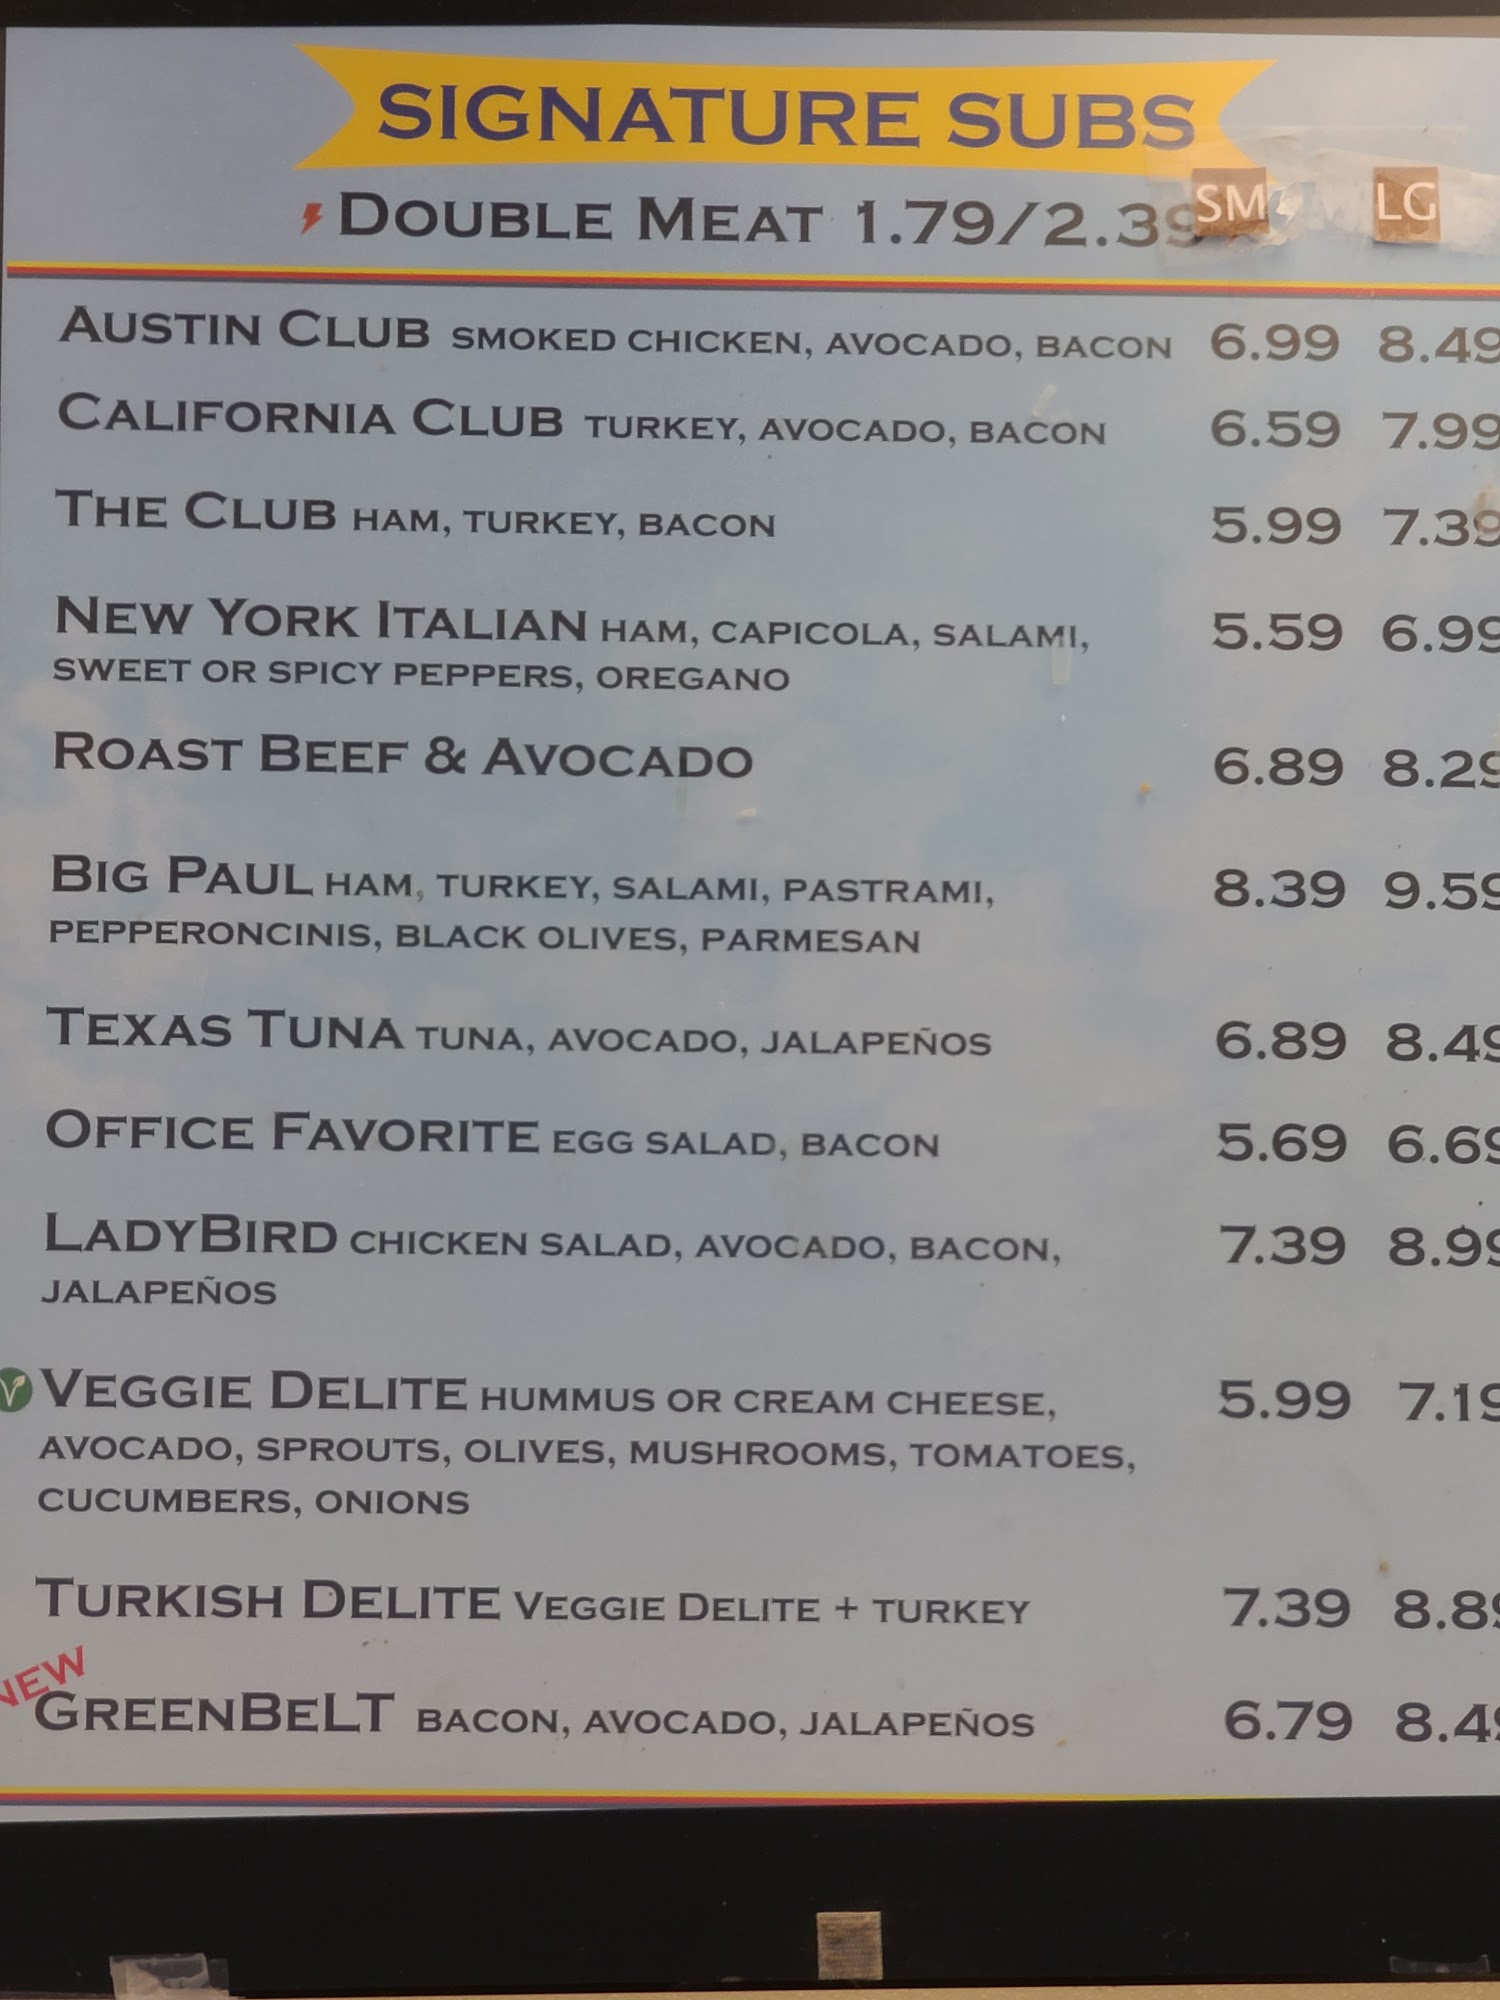 SIGNATURE SUBS
DOUBLE MEAT 1.79/2.39 SM LG
AUSTIN CLUB SMOKED CHICKEN, AVOCADO, BACON 6.99 8.49
CALIFORNIA CLUB TURKEY, AVOCADO, BACON 6.59 7.99
THE CLUB HAM, TURKEY, BACON 5.99 7.39
NEW YORK ITALIAN HAM, CAPICOLA, SALAMI, 5.59 6.99
SWEET OR SPICY PEPPERS, OREGANO
ROAST BEEF & AVOCADO 6.89 8.29
BIG PAUL HAM, TURKEY, SALAMI, PASTRAMI, 8.39 9.59
PEPPERONCINIS, BLACK OLIVES, PARMESAN
TEXAS TUNA TUNA, AVOCADO, JALAPEÑOS 6.89 8.49
OFFICE FAVORITE EGG SALAD, BACON 5.69 6.69
LADYBIRD CHICKEN SALAD, AVOCADO, BACON, 7.39 8.99
JALAPEÑOS
VEGGIE DELITE HUMMUS OR CREAM CHEESE, 5.99 7.19
AVOCADO, SPROUTS, OLIVES, MUSHROOMS, TOMATOES,
CUCUMBERS, ONIONS
TURKISH DELITE VEGGIE DELITE + TURKEY 7.39 8.89
NEW
GREENBELT BACON, AVOCADO, JALAPEÑOS 6.79 8.49